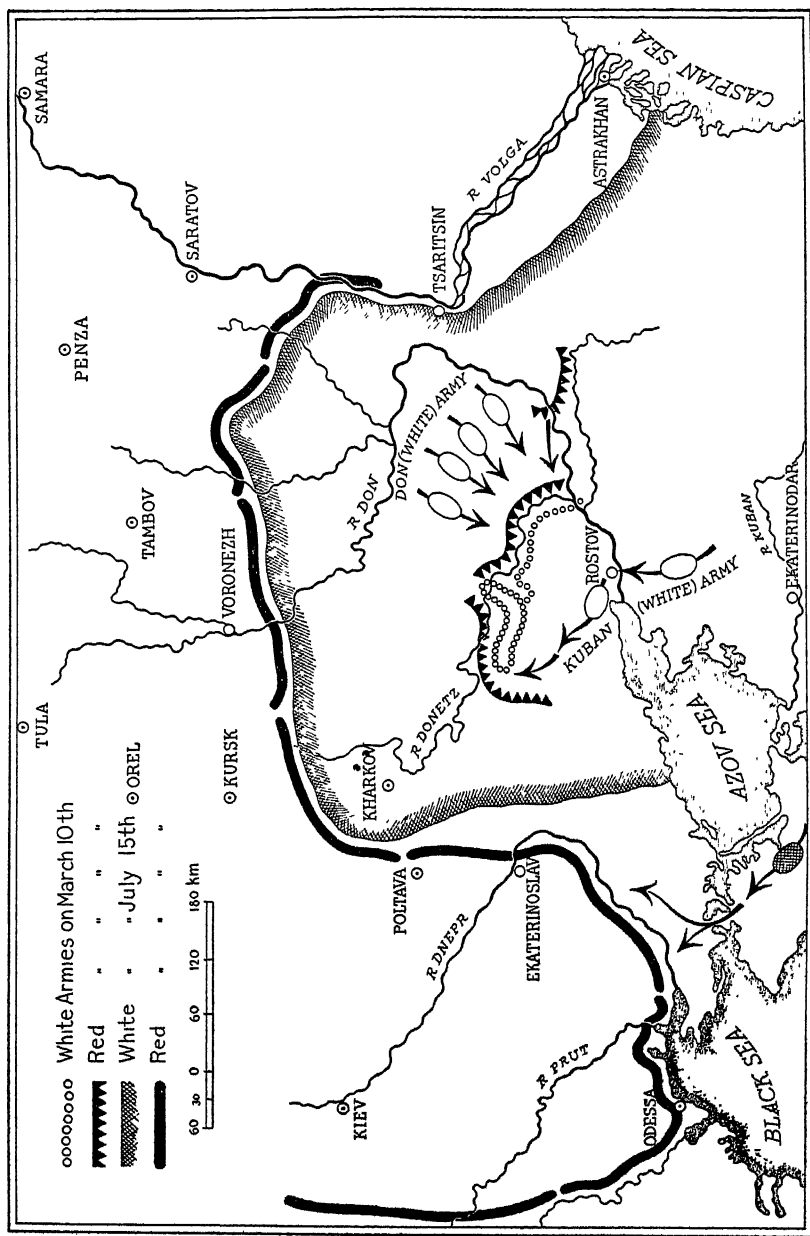 White Armies on March 10th
Red " " " "
White " " July 15th
Red " " " "
60 30 0 60 120 180 km
SAMARA
PENZA
SARATOV
TULA
TAMBOV
OREL
KURSK
VORONEZH
R VOLGA
TSARITSIN
ASTRAKHAN
CASPIAN SEA
R DON
DON (WHITE) ARMY
KHARKOV
R DONETZ
POLTAVA
KIEV
R DNEPR
EKATERINOSLAV
ROSTOV
KUBAN (WHITE) ARMY
R KUBAN
EKATERINODAR
AZOV SEA
R PRUT
ODESSA
BLACK SEA